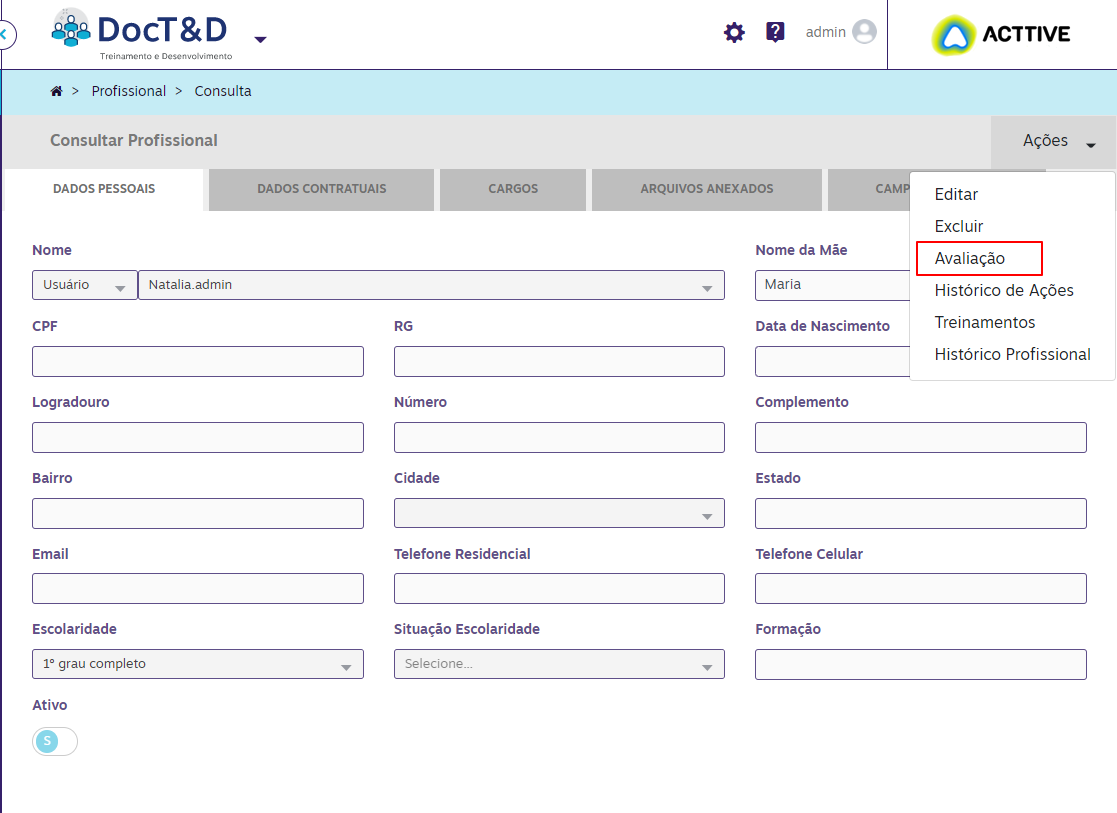 DocT&D
Treinamento e Desenvolvimento
?
admin
ACTTIVE
> Profissional > Consulta
Consultar Profissional
Ações
DADOS PESSOAIS
DADOS CONTRATUAIS
CARGOS
ARQUIVOS ANEXADOS
CAMP
Editar
Excluir
Avaliação
Histórico de Ações
Treinamentos
Histórico Profissional
Nome
Nome da Mãe
Usuário
Natalia.admin
Maria
CPF
RG
Data de Nascimento
Logradouro
Número
Complemento
Bairro
Cidade
Estado
Email
Telefone Residencial
Telefone Celular
Escolaridade
Situação Escolaridade
Formação
1º grau completo
Selecione...
Ativo
S